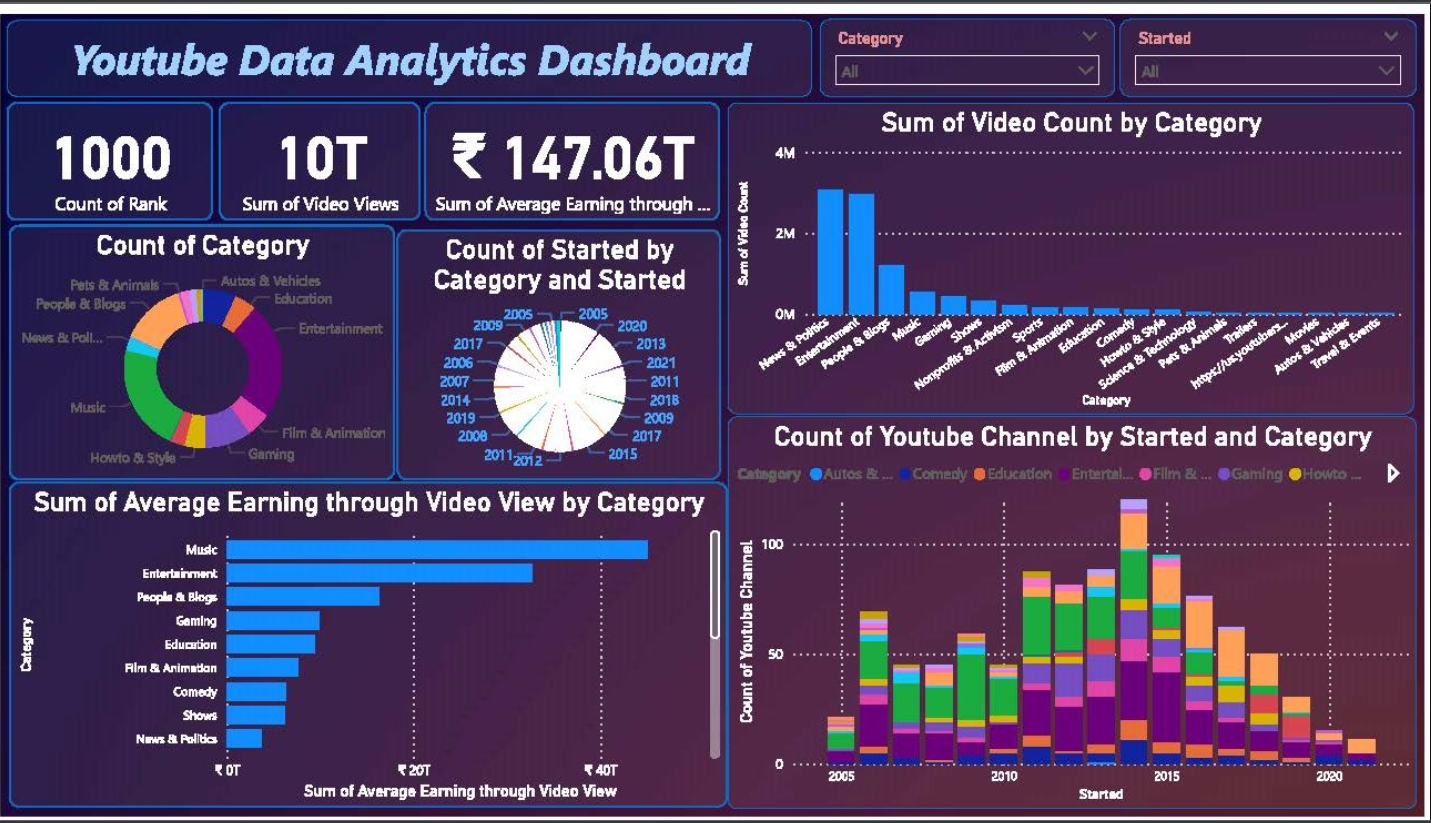 Youtube Data Analytics Dashboard
Category
All
Started
All
1000
Count of Rank
10T
Sum of Video Views
₹ 147.06T
Sum of Average Earning through ...
Sum of Video Count by Category
Sum of Video Count
4M
2M
0M
News & Politics
Entertainment
People & Blogs
Music
Gaming
Shows
Nonprofits & Activism
Sports
Film & Animation
Education
Comedy
Howto & Style
Science & Technology
Pets & Animals
Trailers
https://us.youtubers...
Movies
Autos & Vehicles
Travel & Events
Category
Count of Category
Autos & Vehicles
Education
Entertainment
Film & Animation
Gaming
Howto & Style
Music
News & Poli...
People & Blogs
Pets & Animals
Count of Started by
Category and Started
2005
2020
2013
2021
2011
2018
2009
2017
2015
2012
2011
2008
2019
2014
2007
2006
2017
2009
2005
Sum of Average Earning through Video View by Category
Category
Music
Entertainment
People & Blogs
Gaming
Education
Film & Animation
Comedy
Shows
News & Politics
₹ 0T
₹ 20T
₹ 40T
Sum of Average Earning through Video View
Count of Youtube Channel by Started and Category
Category Autos & ... Comedy Education Entertai... Film & ... Gaming Howto ...
Count of Youtube Channel
100
50
0
2005
2010
2015
2020
Started